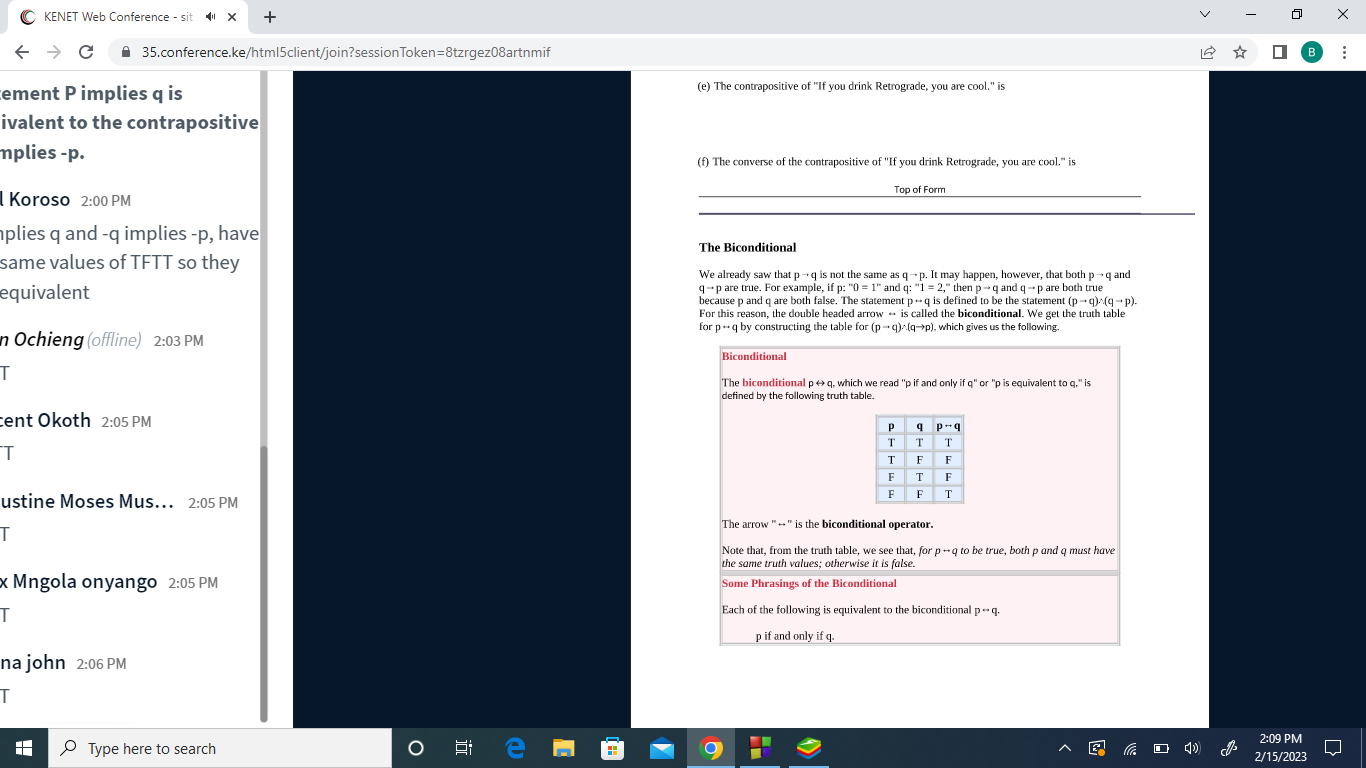 KENET Web Conference - sit
35.conference.ke/html5client/join?sessionToken=8tzrgez08artnmif
B
ement P implies q is
ivalent to the contrapositive
mplies -p.
l Koroso 2:00 PM
nplies q and -q implies -p, have
same values of TFTT so they
equivalent
n Ochieng (offline) 2:03 PM
T
cent Okoth 2:05 PM
T
ustine Moses Mus... 2:05 PM
T
x Mngola onyango 2:05 PM
T
na john 2:06 PM
T
(e) The contrapositive of "If you drink Retrograde, you are cool." is
(f) The converse of the contrapositive of "If you drink Retrograde, you are cool." is
Top of Form
The Biconditional
We already saw that p→q is not the same as q→p. It may happen, however, that both p→q and
q→p are true. For example, if p: "0 = 1" and q: "1 = 2," then p→q and q→p are both true
because p and q are both false. The statement p↔q is defined to be the statement (p→q)∧(q→p).
For this reason, the double headed arrow ↔ is called the biconditional. We get the truth table
for p↔q by constructing the table for (p→q)∧(q→p), which gives us the following.
Biconditional
The biconditional p↔q, which we read "p if and only if q" or "p is equivalent to q," is
defined by the following truth table.
p q p↔q
T T T
T F F
F T F
F F T
The arrow "↔" is the biconditional operator.
Note that, from the truth table, we see that, for p↔q to be true, both p and q must have
the same truth values; otherwise it is false.
Some Phrasings of the Biconditional
Each of the following is equivalent to the biconditional p↔q.
p if and only if q.
Type here to search
2:09 PM
2/15/2023